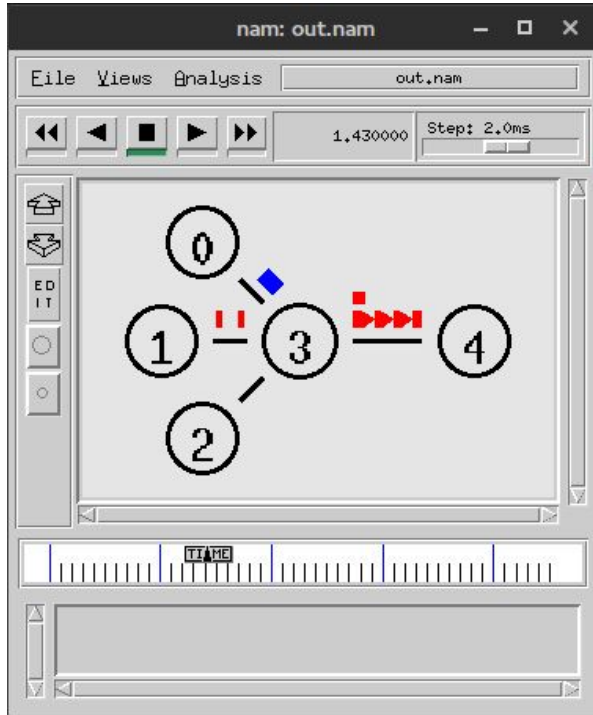 nam: out.nam
File Views Analysis out.nam
1.430000 Step: 2.0ms
ED
IT
0
1 3 4
2
TIME